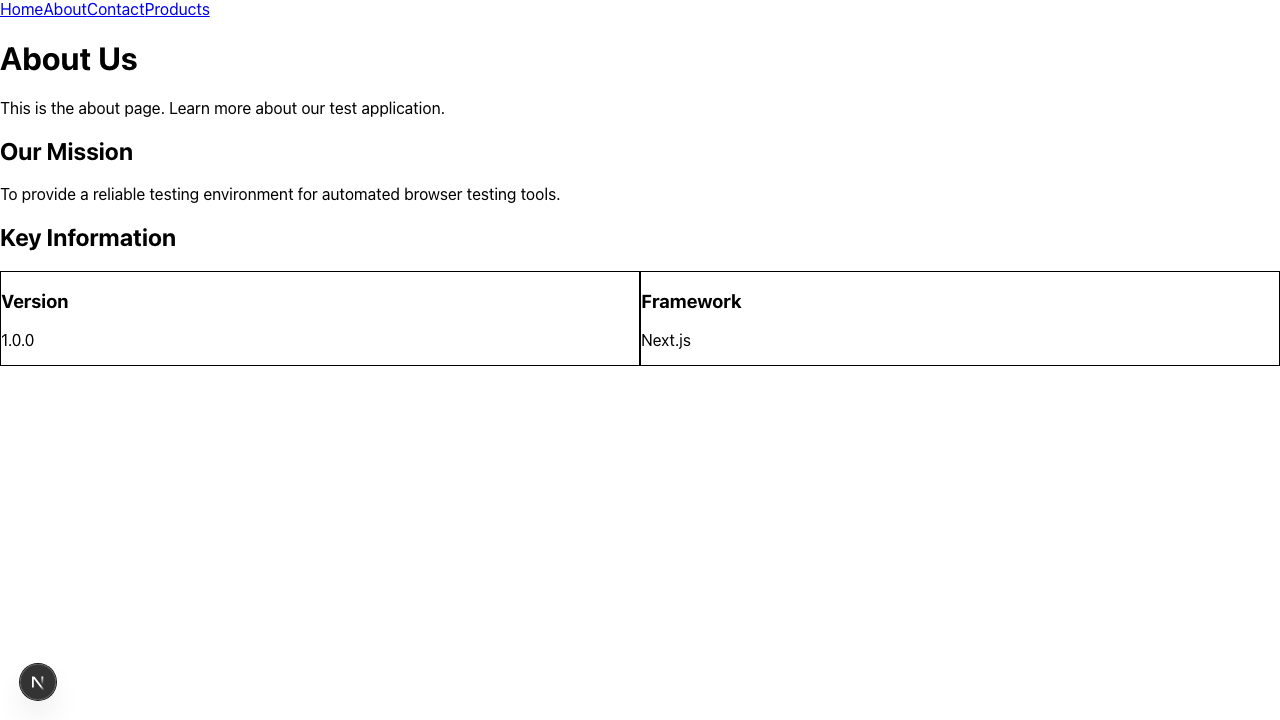 HomeAboutContactProducts
About Us
This is the about page. Learn more about our test application.
Our Mission
To provide a reliable testing environment for automated browser testing tools.
Key Information
Version
1.0.0
Framework
Next.js
N